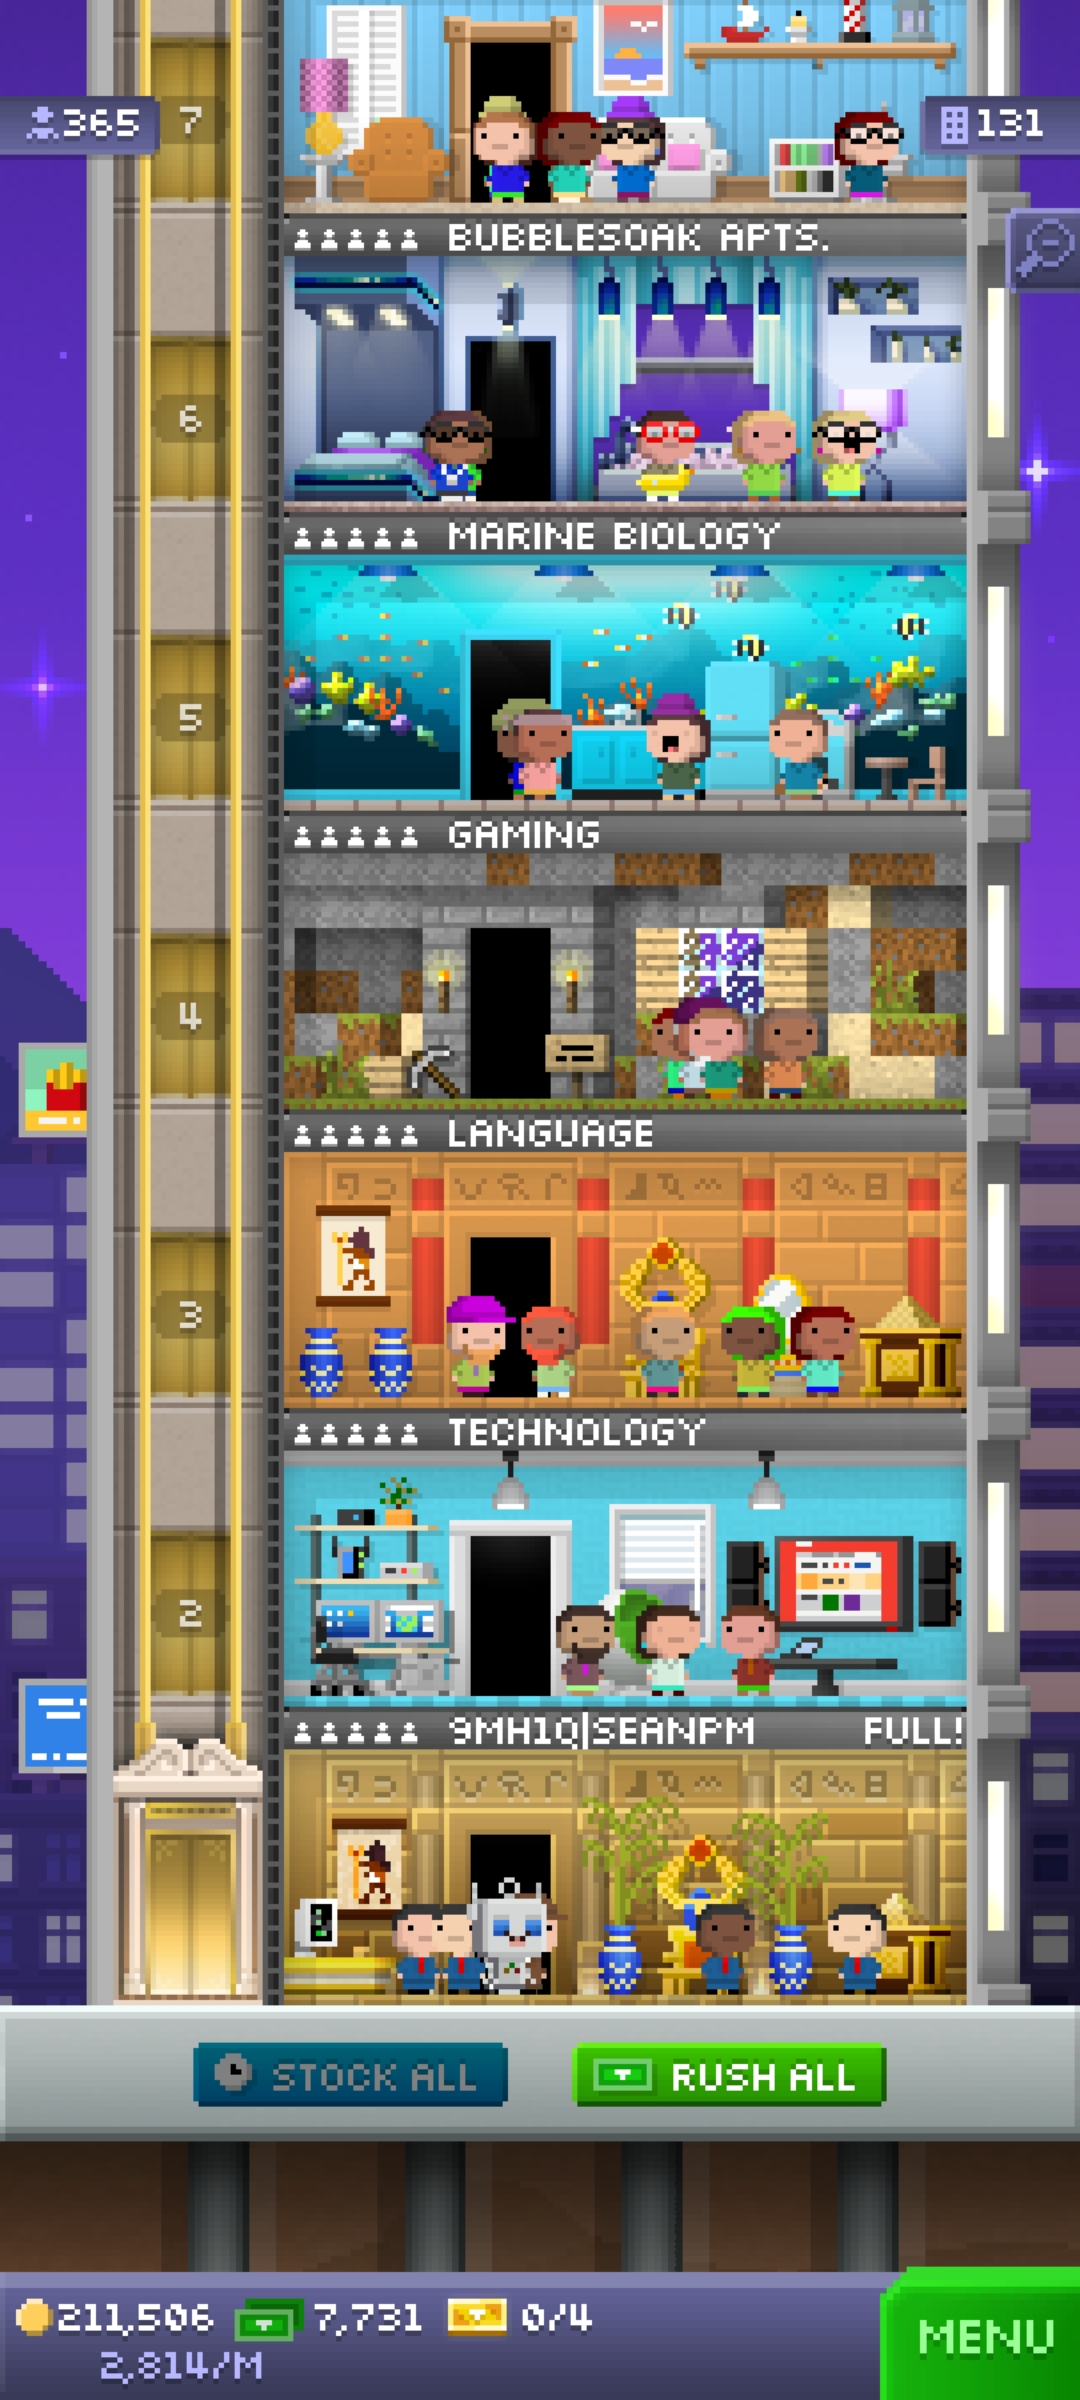 365
7
131
BUBBLESOAK APTS.
6
MARINE BIOLOGY
5
GAMING
4
LANGUAGE
3
TECHNOLOGY
2
9MH1Q|SEANPM FULL!
STOCK ALL
RUSH ALL
211,506 7,731 0/4
2,814/M
MENU